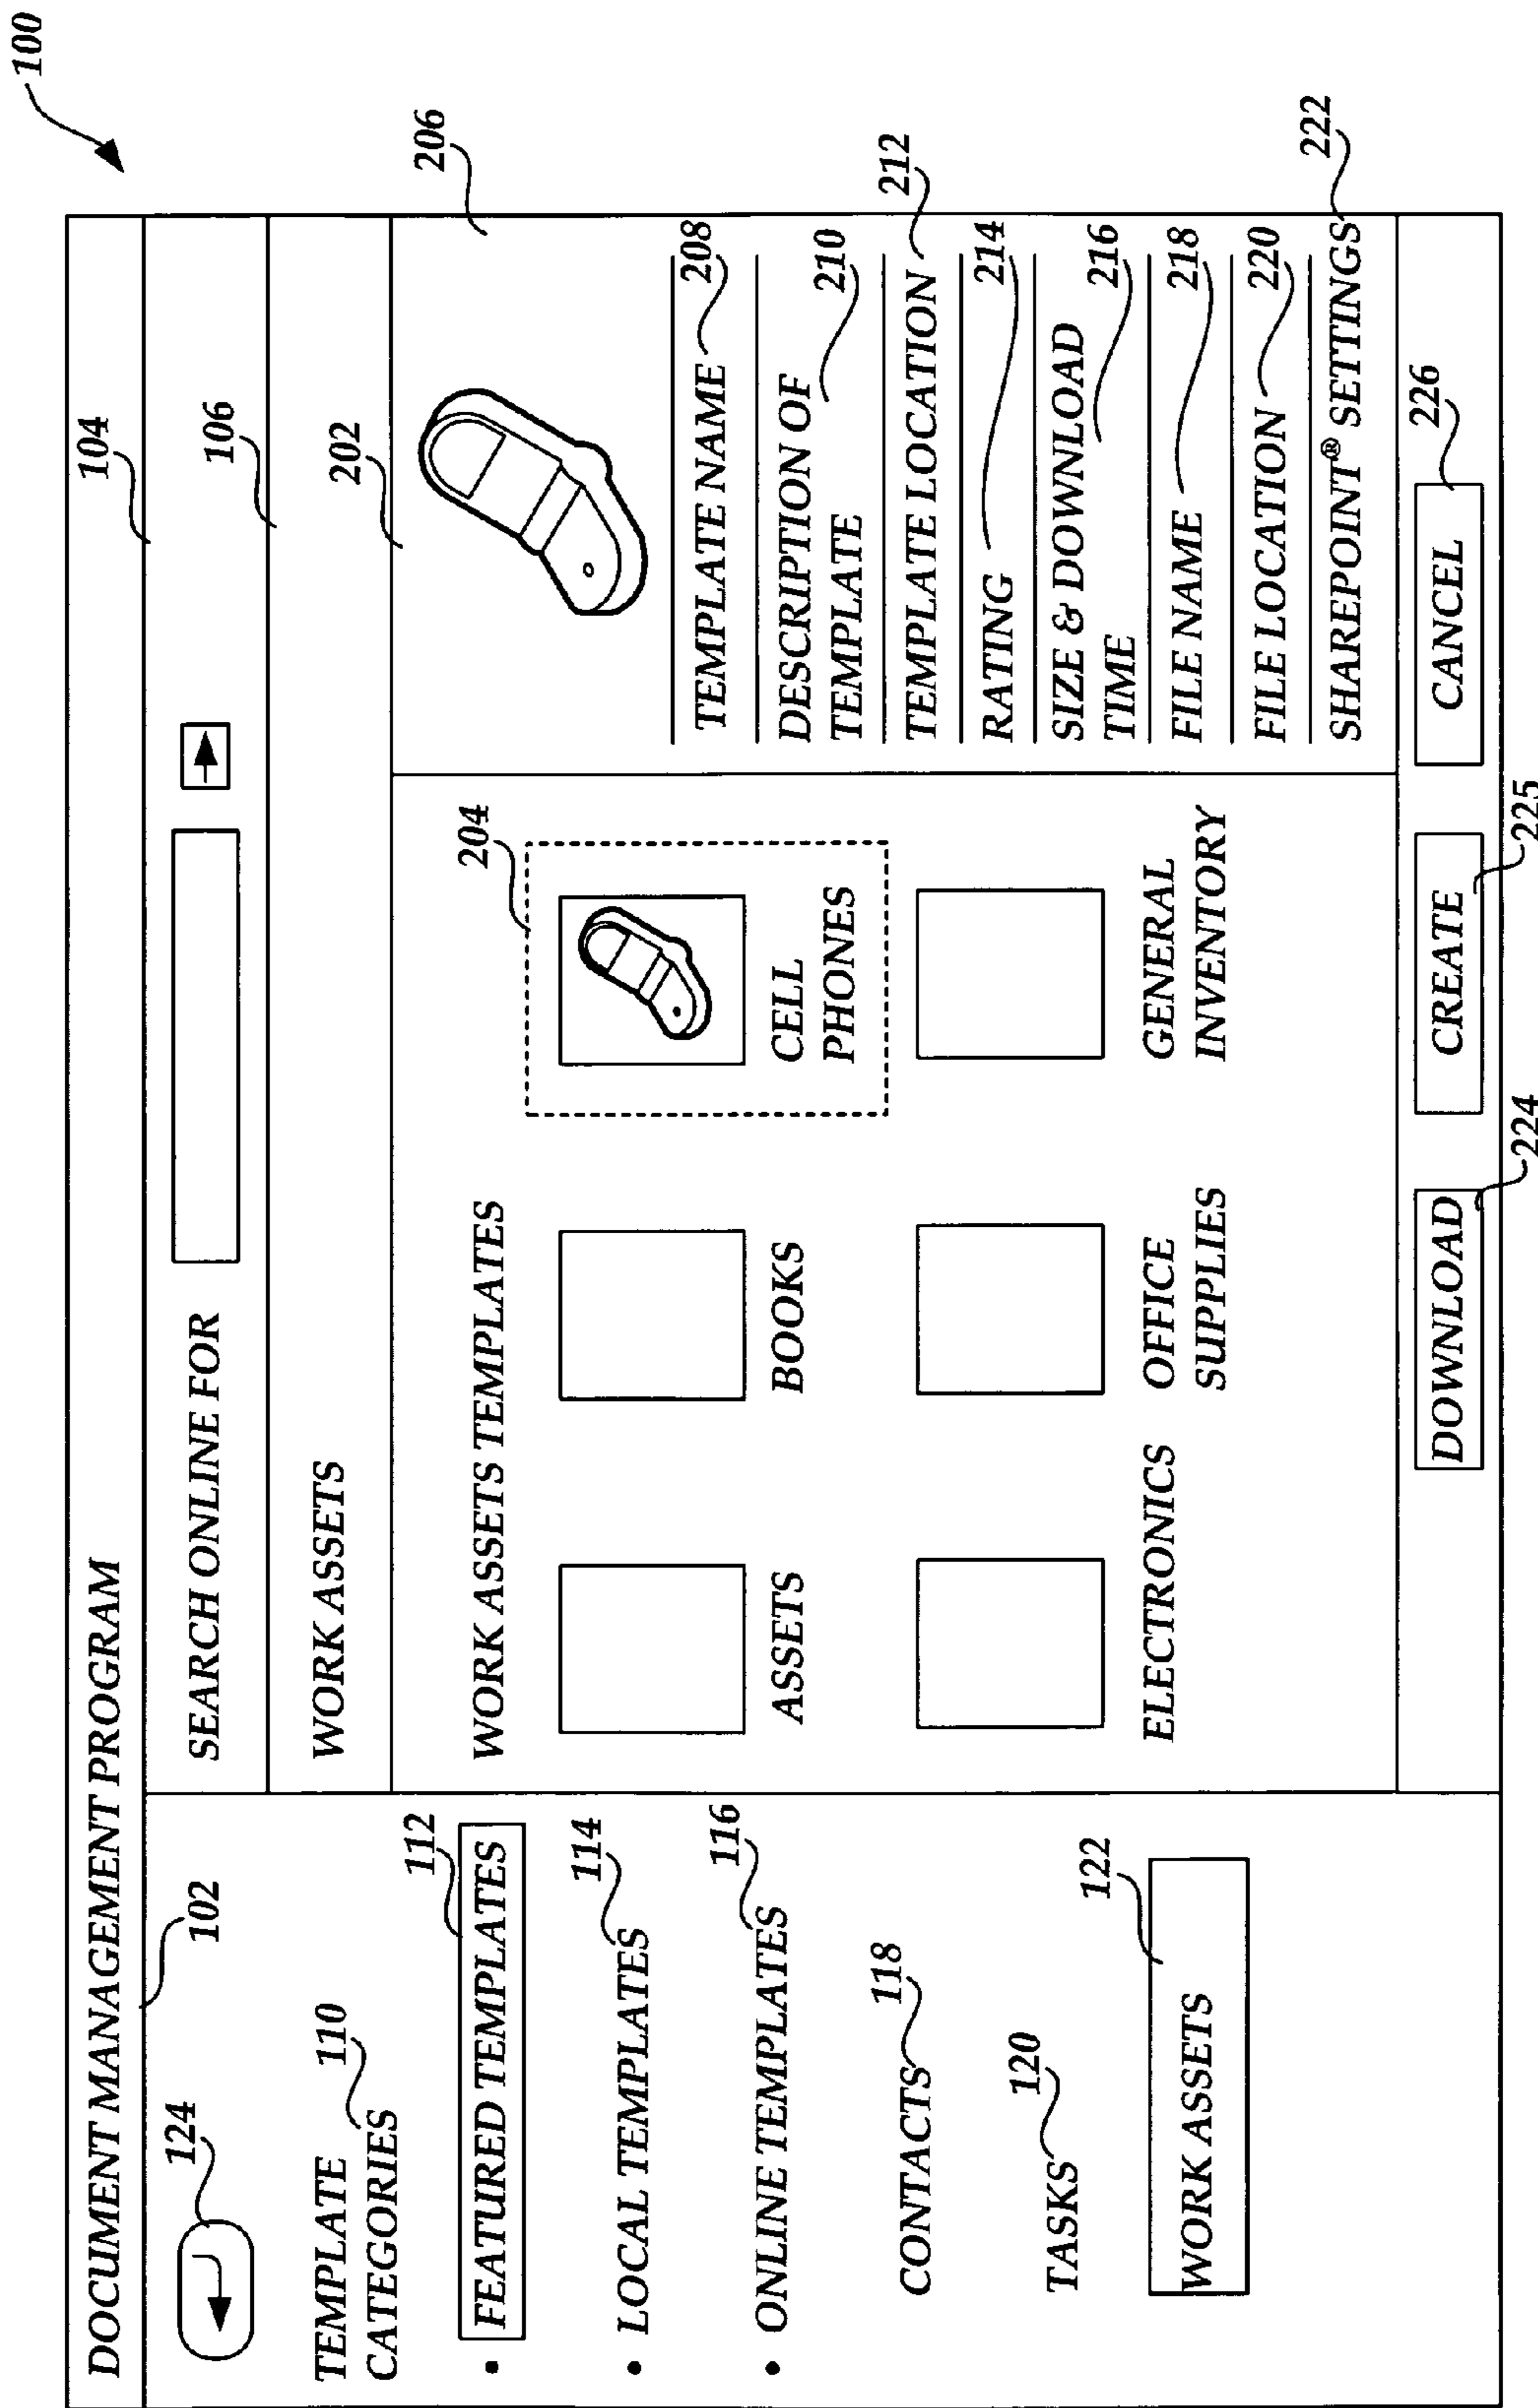 100
DOCUMENT MANAGEMENT PROGRAM
102
104
124
SEARCH ONLINE FOR
106
TEMPLATE
CATEGORIES
110
WORK ASSETS
202
112
• FEATURED TEMPLATES
114
• LOCAL TEMPLATES
116
• ONLINE TEMPLATES
118
CONTACTS
120
TASKS
122
WORK ASSETS
WORK ASSETS TEMPLATES
204
ASSETS
BOOKS
CELL
PHONES
ELECTRONICS
OFFICE
SUPPLIES
GENERAL
INVENTORY
206
TEMPLATE NAME 208
DESCRIPTION OF
TEMPLATE
210
TEMPLATE LOCATION 212
RATING 214
SIZE & DOWNLOAD
TIME
216
FILE NAME 218
FILE LOCATION 220
SHAREPOINT® SETTINGS 222
DOWNLOAD
224
CREATE
225
CANCEL
226